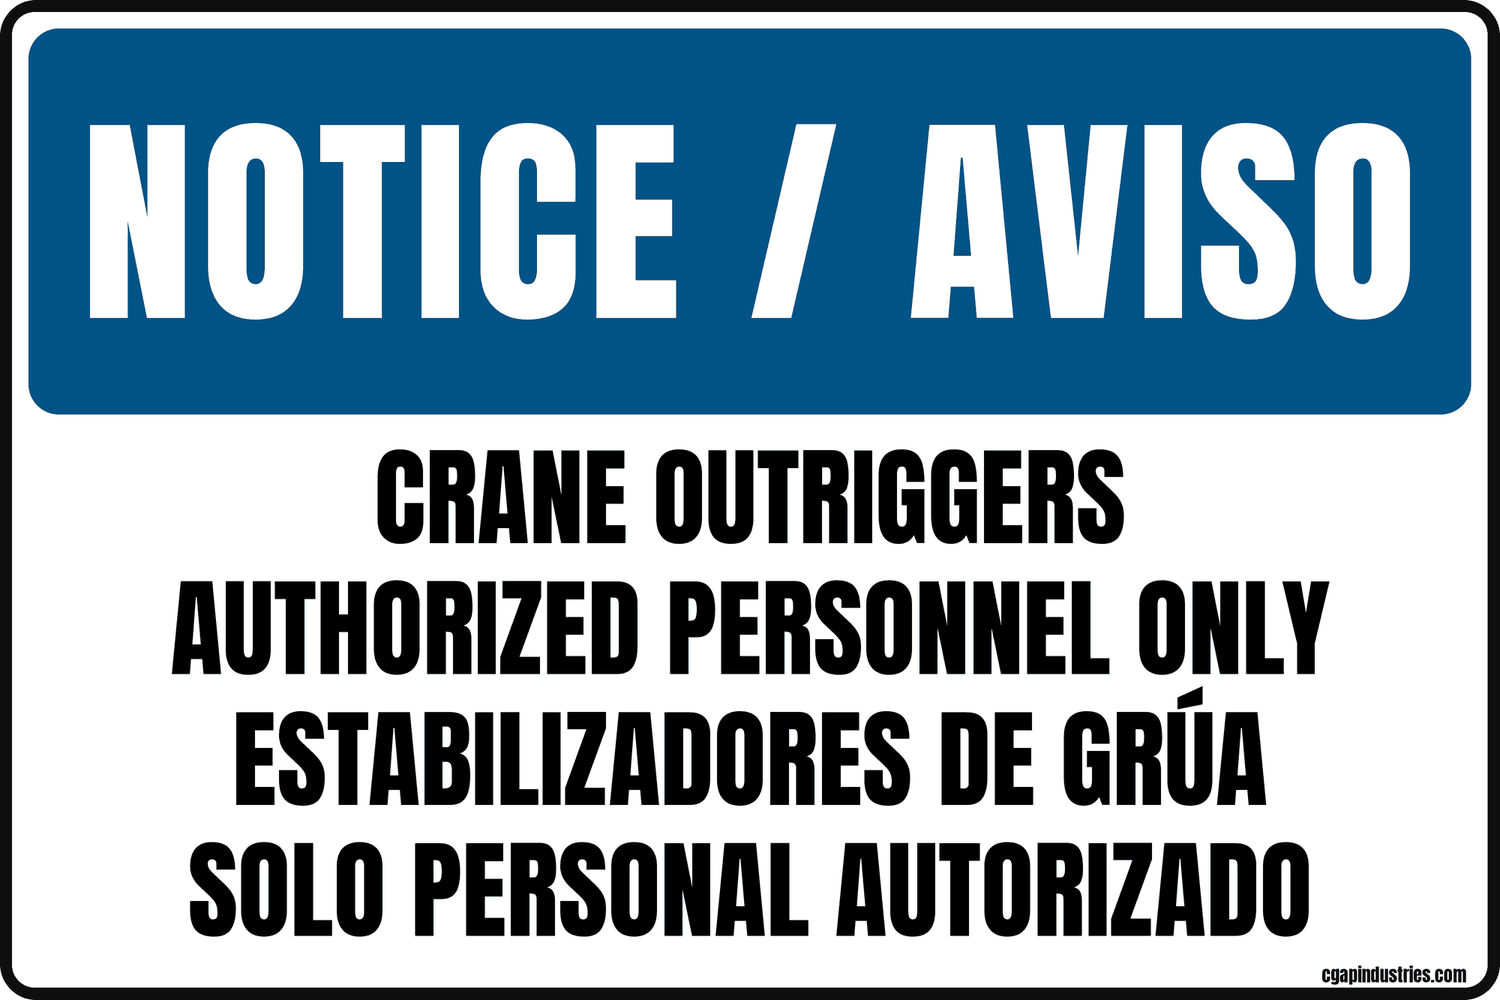 NOTICE / AVISO
CRANE OUTRIGGERS
AUTHORIZED PERSONNEL ONLY
ESTABILIZADORES DE GRÚA
SOLO PERSONAL AUTORIZADO
cgapindustries.com